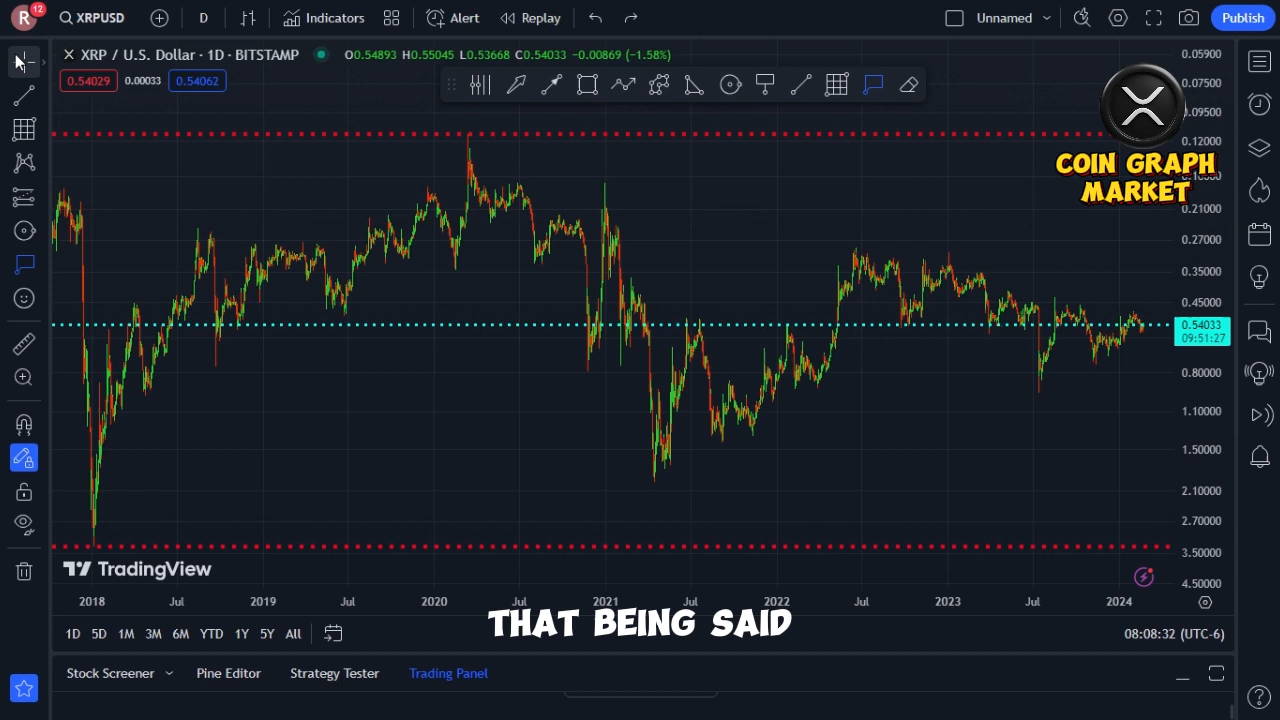 R 12 XRPUSD D Indicators Alert Replay Unnamed Publish
XRP / U.S. Dollar · 1D · BITSTAMP O0.54893 H0.55045 L0.53668 C0.54033 −0.00869 (−1.58%)
0.54029 0.00033 0.54062
0.05900
0.07500
0.09500
0.12000
COIN GRAPH
MARKET
0.21000
0.27000
0.35000
0.45000
0.54033
09:51:27
0.80000
1.10000
1.50000
2.10000
2.70000
3.50000
4.50000
TradingView
2018 Jul 2019 Jul 2020 Jul 2021 Jul 2022 Jul 2023 Jul 2024
THAT BEING SAID
1D 5D 1M 3M 6M YTD 1Y 5Y All 08:08:32 (UTC-6)
Stock Screener Pine Editor Strategy Tester Trading Panel